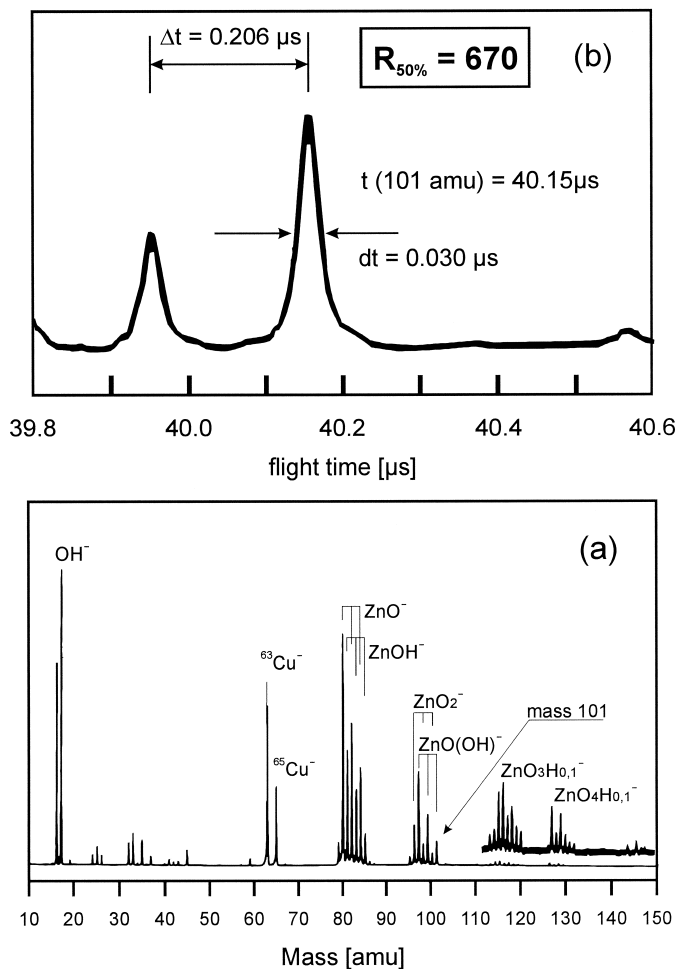 Δt = 0.206 µs
R50% = 670
(b)
t (101 amu) = 40.15µs
dt = 0.030 µs
39.8 40.0 40.2 40.4 40.6
flight time [µs]
(a)
OH⁻
ZnO⁻
ZnOH⁻
⁶³Cu⁻
ZnO₂⁻
mass 101
ZnO(OH)⁻
⁶⁵Cu⁻
ZnO₃H₀,₁⁻
ZnO₄H₀,₁⁻
10 20 30 40 50 60 70 80 90 100 110 120 130 140 150
Mass [amu]